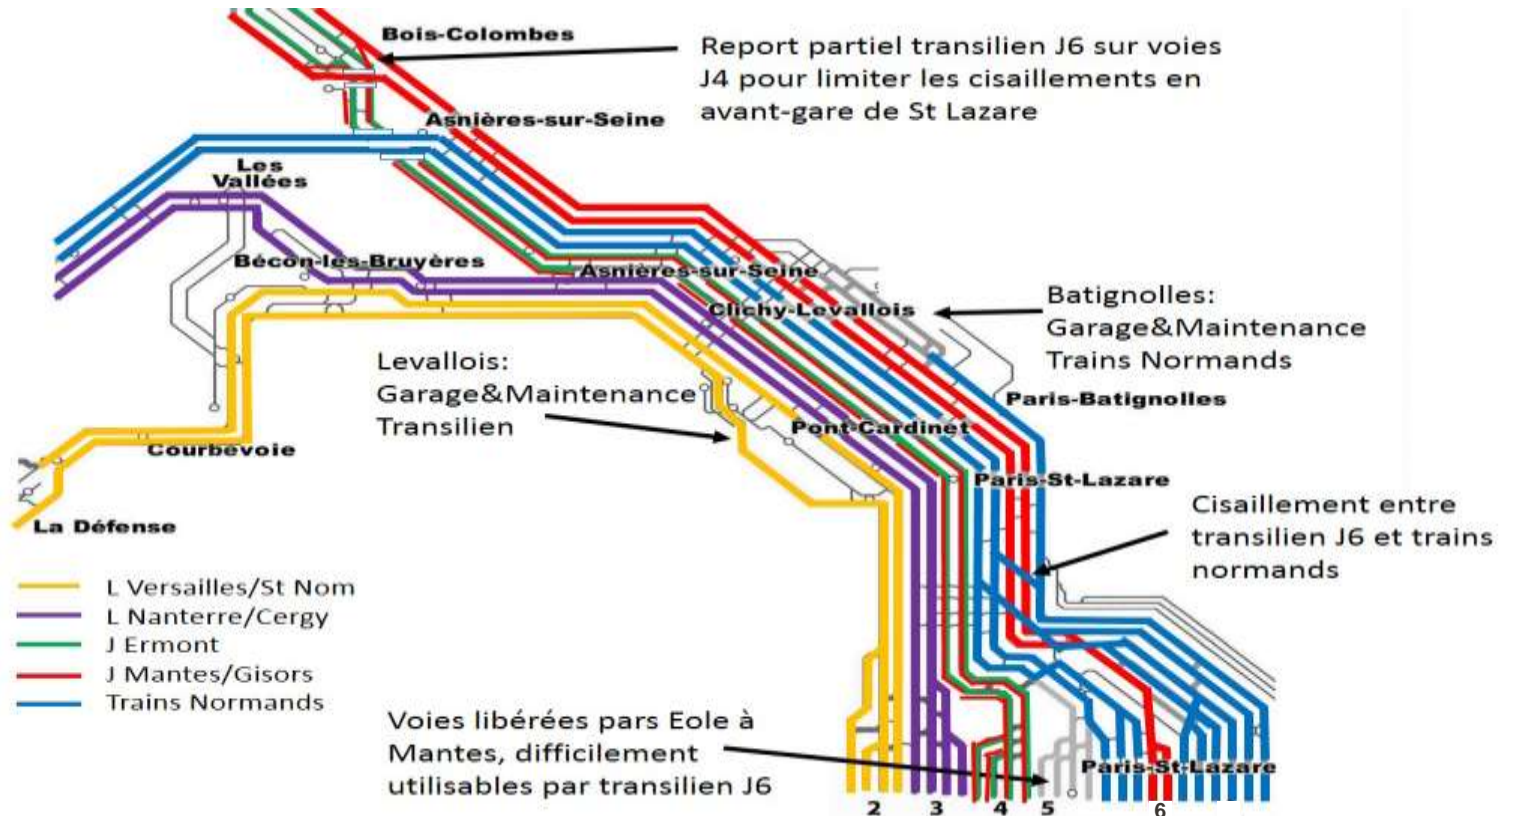 Bois-Colombes
Report partiel transilien J6 sur voies
J4 pour limiter les cisaillements en
avant-gare de St Lazare
Asnières-sur-Seine
Les
Vallées
Bécon-les-Bruyères
Asnières-sur-Seine
Clichy-Levallois
Batignolles:
Garage&Maintenance
Trains Normands
Levallois:
Garage&Maintenance
Transilien
Paris-Batignolles
Pont-Cardinet
Courbevoie
Paris-St-Lazare
La Défense
Cisaillement entre
transilien J6 et trains
normands
L Versailles/St Nom
L Nanterre/Cergy
J Ermont
J Mantes/Gisors
Trains Normands
Voies libérées pars Eole à
Mantes, difficilement
utilisables par transilien J6
Paris-St-Lazare
2 3 4 5 6